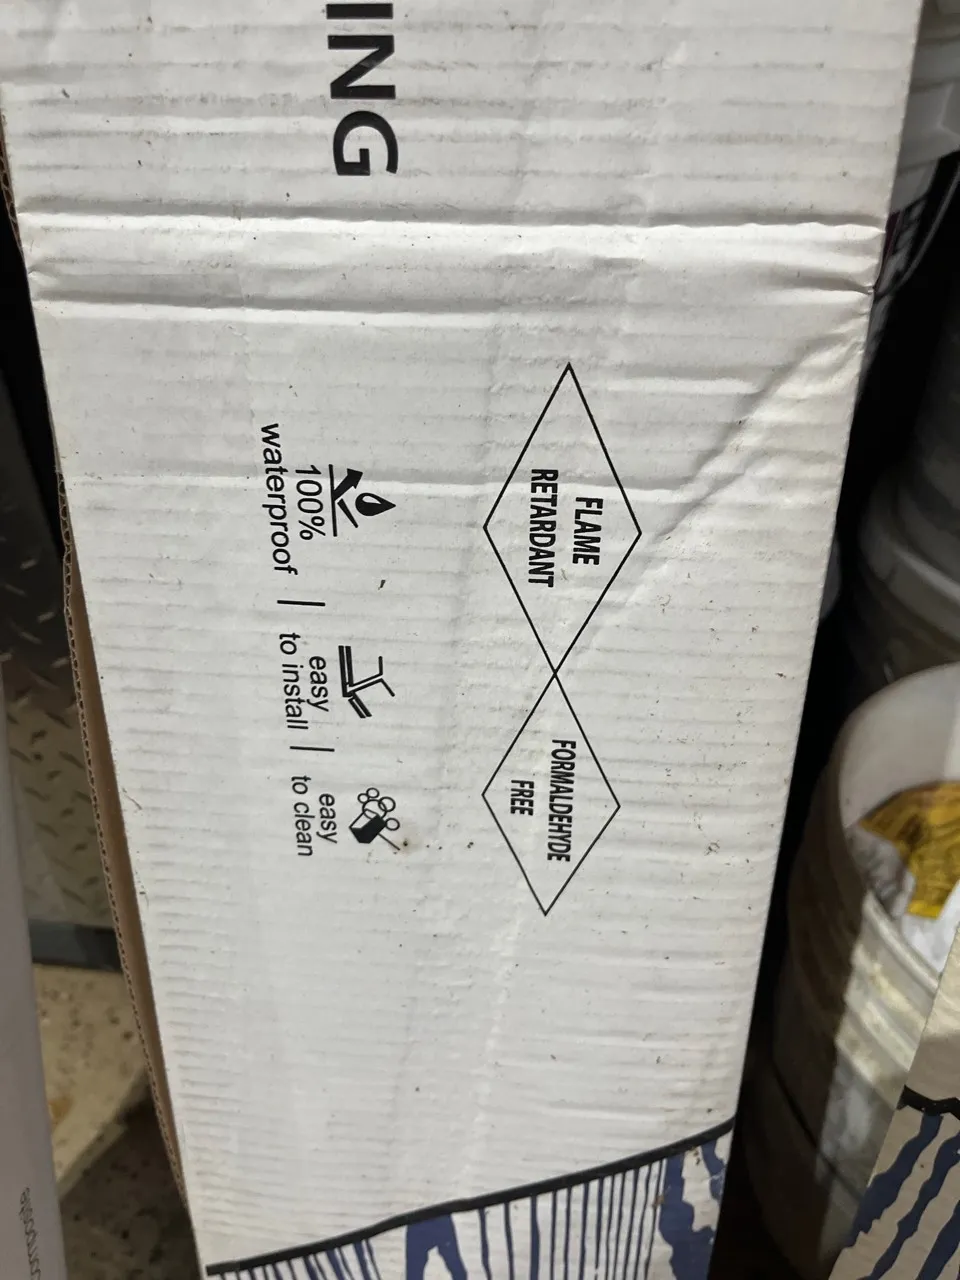 ING
FLAME
RETARDANT
FORMALDEHYDE
FREE
100%
waterproof
easy
to install
easy
to clean